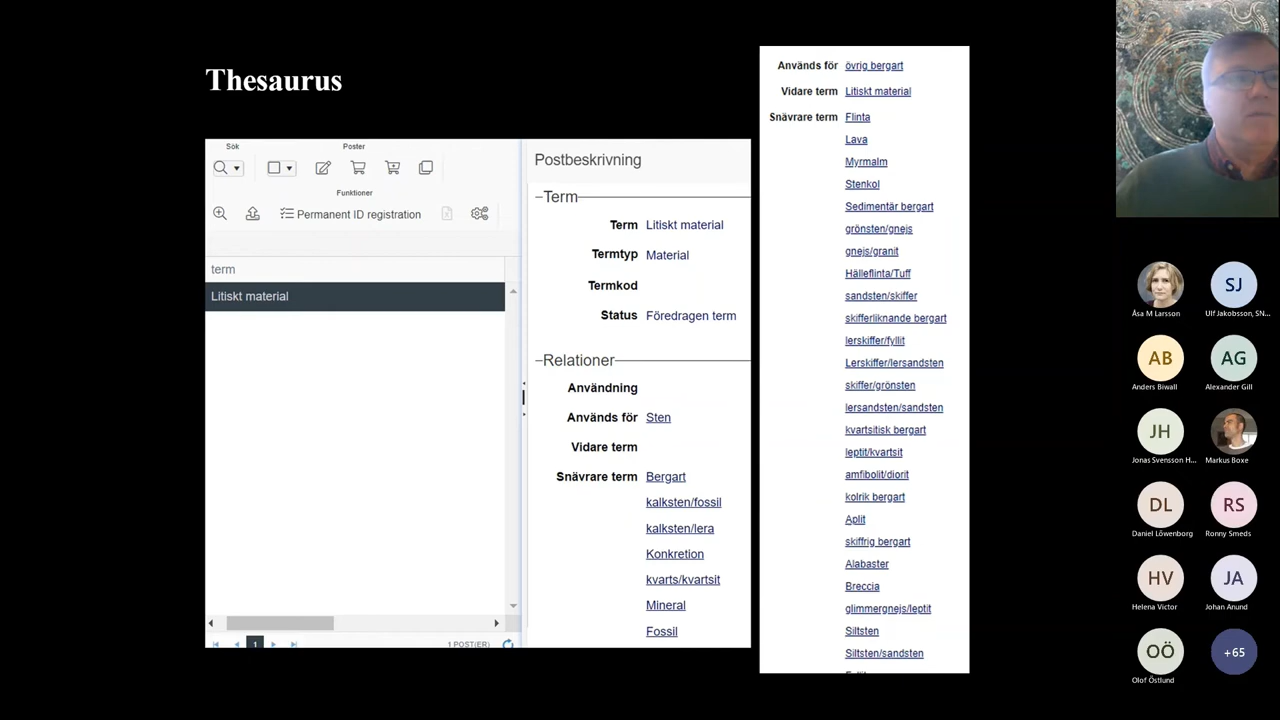 Thesaurus
Sök
Poster
Funktioner
Permanent ID registration
term
Litiskt material
1
1 POST(ER)
Postbeskrivning
Term
Term Litiskt material
Termtyp Material
Termkod
Status Föredragen term
Relationer
Användning
Används för Sten
Vidare term
Snävrare term Bergart
kalksten/fossil
kalksten/lera
Konkretion
kvarts/kvartsit
Mineral
Fossil
Används för övrig bergart
Vidare term Litiskt material
Snävrare term Flinta
Lava
Myrmalm
Stenkol
Sedimentär bergart
grönsten/gnejs
gnejs/granit
Hälleflinta/Tuff
sandsten/skiffer
skifferliknande bergart
lerskiffer/fyllit
Lerskiffer/lersandsten
skiffer/grönsten
lersandsten/sandsten
kvartsitisk bergart
leptit/kvartsit
amfibolit/diorit
kolrik bergart
Aplit
skiffrig bergart
Alabaster
Breccia
glimmergnejs/leptit
Siltsten
Siltsten/sandsten
SJ
Åsa M Larsson
Ulf Jakobsson, SN...
AB
AG
Anders Biwall
Alexander Gill
JH
Jonas Svensson H...
Markus Boxe
DL
RS
Daniel Löwenborg
Ronny Smeds
HV
JA
Helena Victor
Johan Anund
OÖ
+65
Olof Östlund